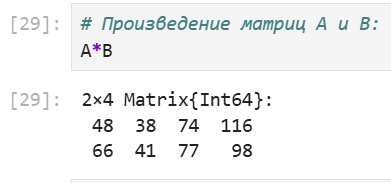 [29]: # Произведение матриц A и B:
A*B
[29]: 2×4 Matrix{Int64}:
48 38 74 116
66 41 77 98